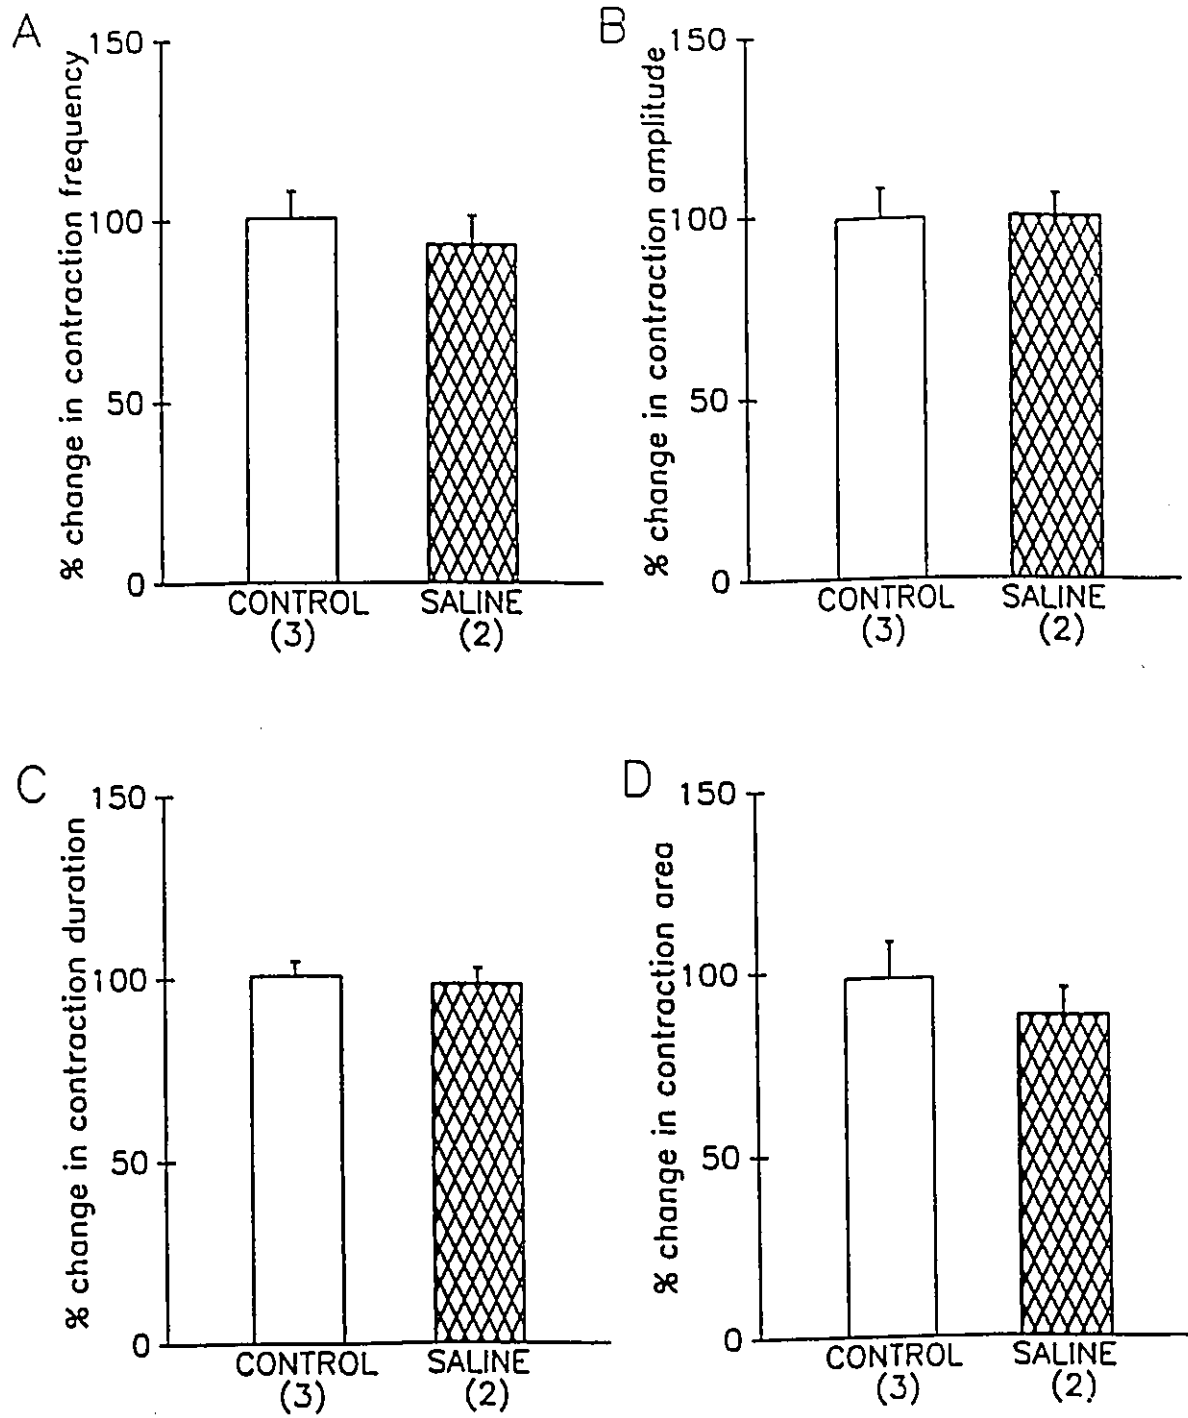 A
% change in contraction frequency
150
100
50
0
CONTROL
(3)
SALINE
(2)
B
% change in contraction amplitude
150
100
50
0
CONTROL
(3)
SALINE
(2)
C
% change in contraction duration
150
100
50
0
CONTROL
(3)
SALINE
(2)
D
% change in contraction area
150
100
50
0
CONTROL
(3)
SALINE
(2)